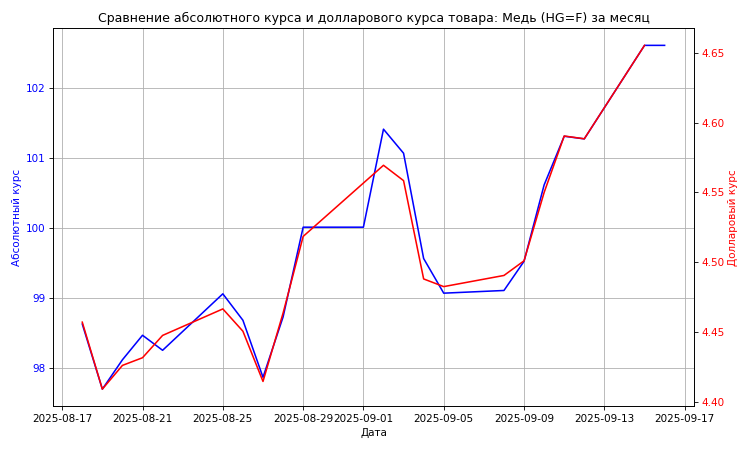 Сравнение абсолютного курса и долларового курса товара: Медь (HG=F) за месяц
Абсолютный курс
102
101
100
99
98
4.65
4.60
4.55
4.50
4.45
4.40
Долларовый курс
2025-08-17 2025-08-21 2025-08-25 2025-08-29 2025-09-01 2025-09-05 2025-09-09 2025-09-13 2025-09-17
Дата